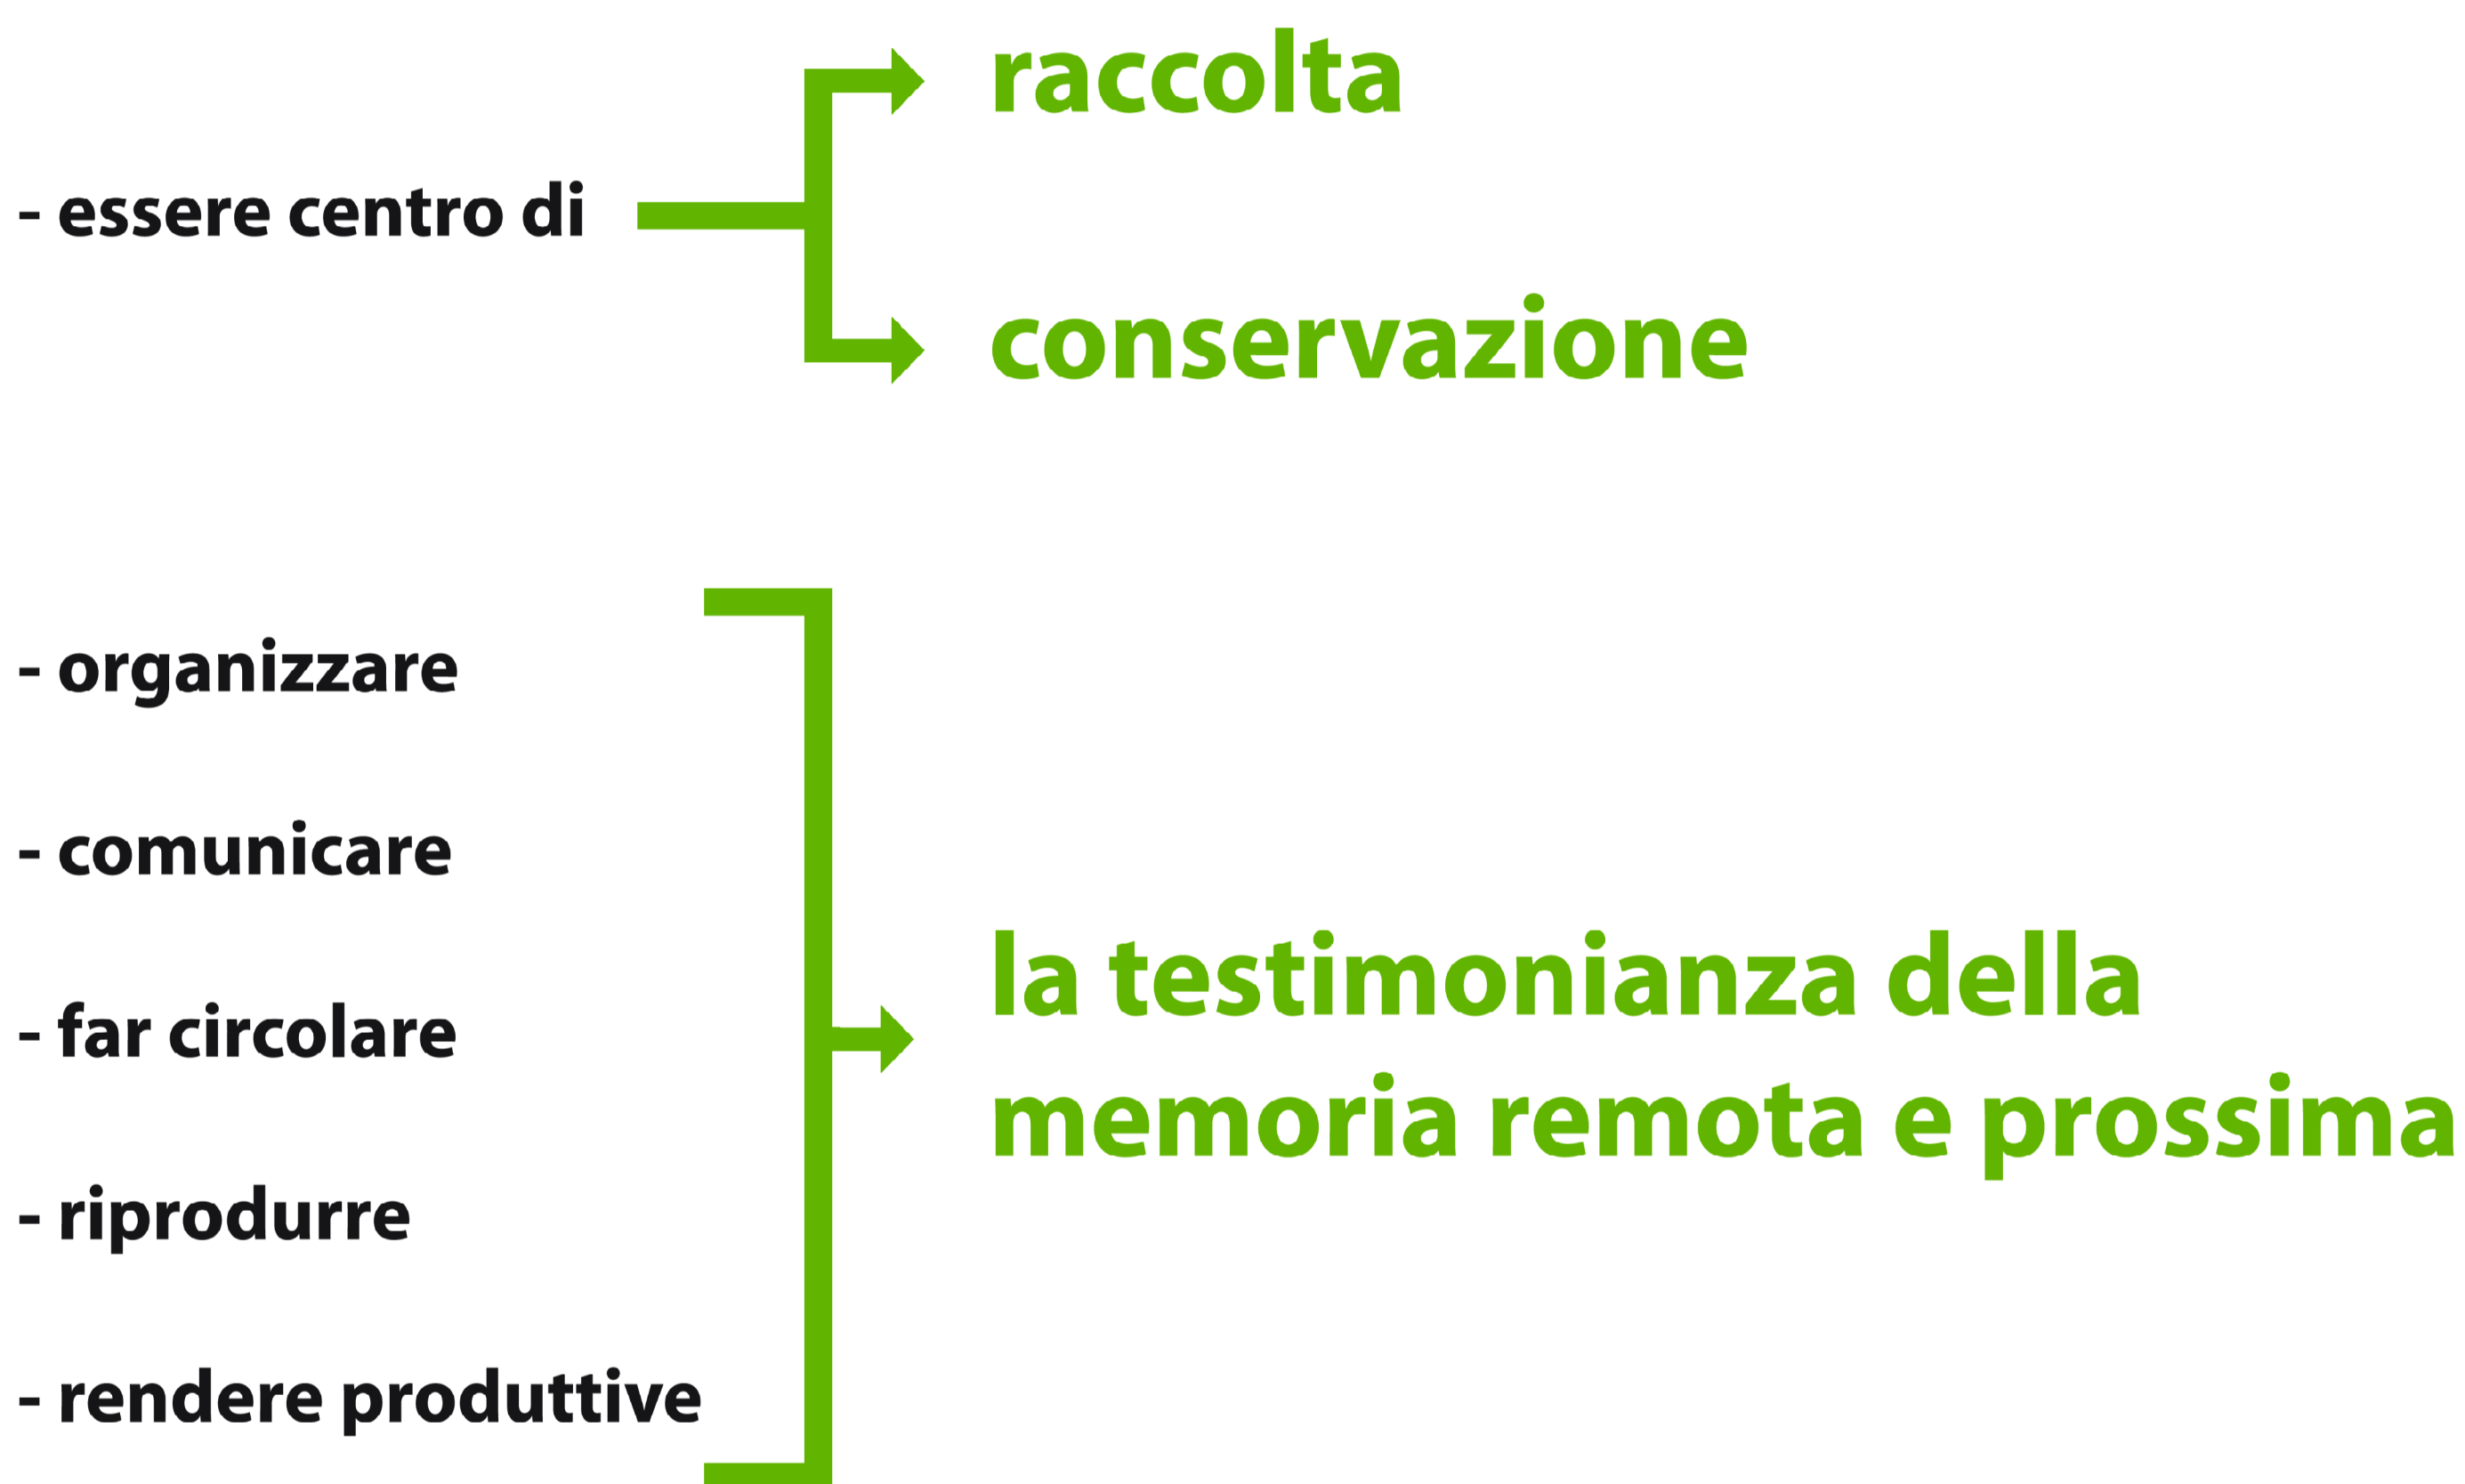 raccolta
- essere centro di
conservazione
- organizzare
- comunicare
- far circolare
- riprodurre
- rendere produttive
la testimonianza della
memoria remota e prossima